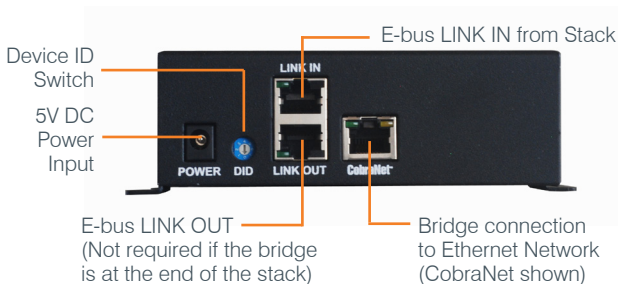 E-bus LINK IN from Stack
Device ID
Switch
5V DC
Power
Input
LINK IN
POWER
DID
LINK OUT
CobraNet™
E-bus LINK OUT
(Not required if the bridge
is at the end of the stack)
Bridge connection
to Ethernet Network
(CobraNet shown)